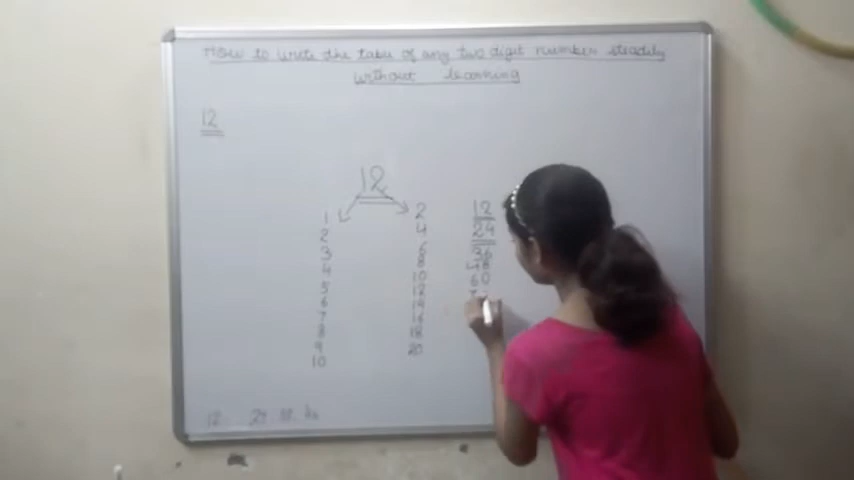 How to write the table of any two digit number steadily
without learning
12
12
1 2 12
2 4 24
3 6 36
4 8 48
5 10 60
6 12
7 14
8 16
9 18
10 20
12